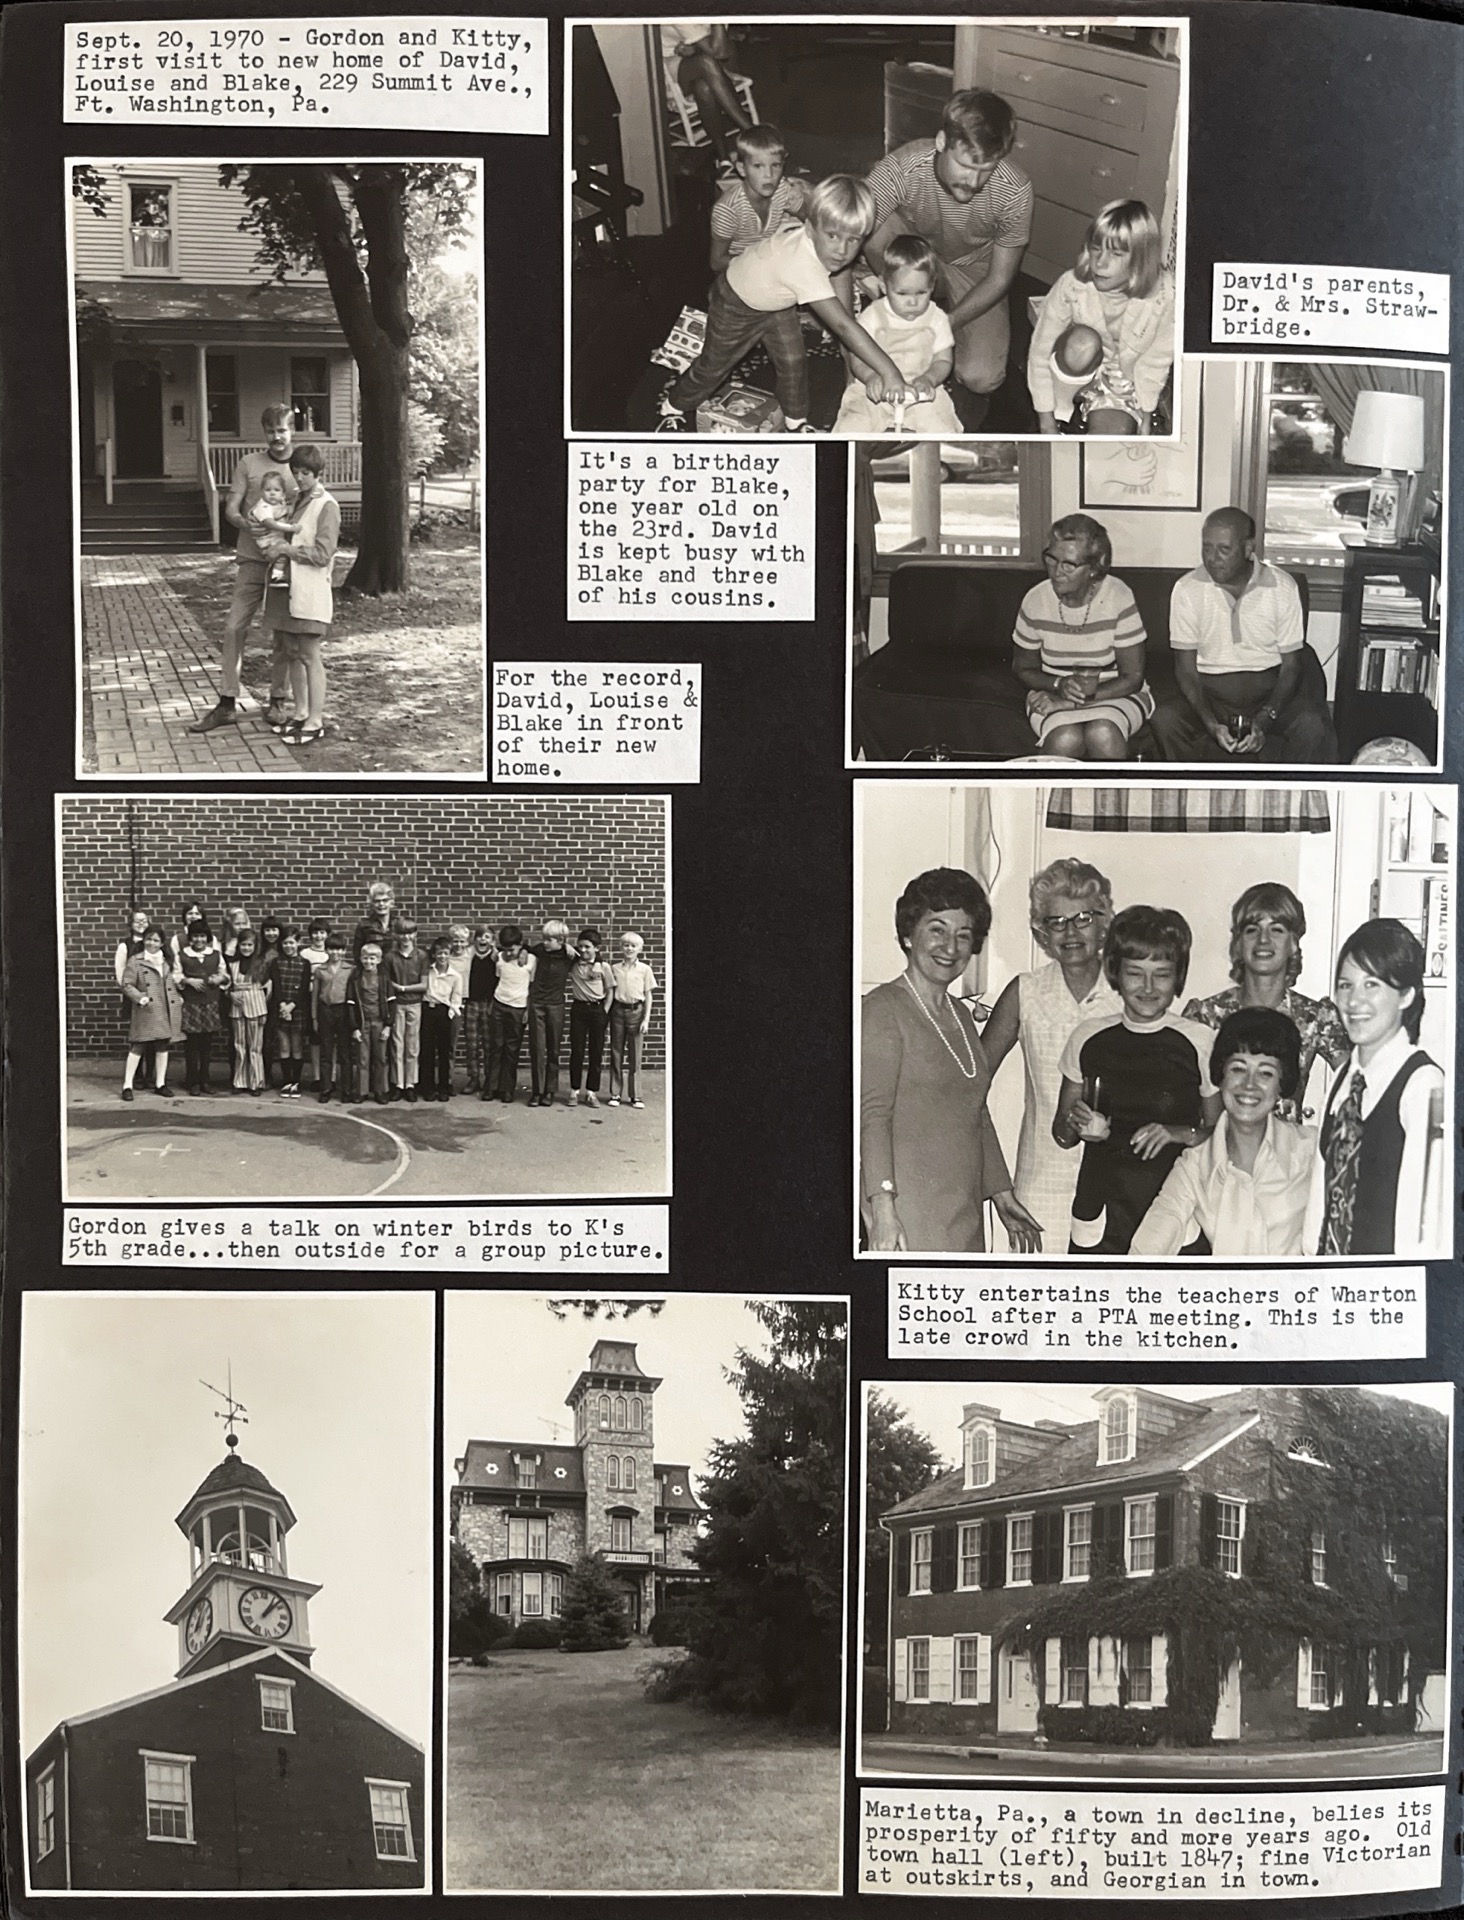 Sept. 20, 1970 - Gordon and Kitty,
first visit to new home of David,
Louise and Blake, 229 Summit Ave.,
Ft. Washington, Pa.
David's parents,
Dr. & Mrs. Straw-
bridge.
It's a birthday
party for Blake,
one year old on
the 23rd. David
is kept busy with
Blake and three
of his cousins.
For the record,
David, Louise &
Blake in front
of their new
home.
Gordon gives a talk on winter birds to K's
5th grade...then outside for a group picture.
Kitty entertains the teachers of Wharton
School after a PTA meeting. This is the
late crowd in the kitchen.
Marietta, Pa., a town in decline, belies its
prosperity of fifty and more years ago. Old
town hall (left), built 1847; fine Victorian
at outskirts, and Georgian in town.